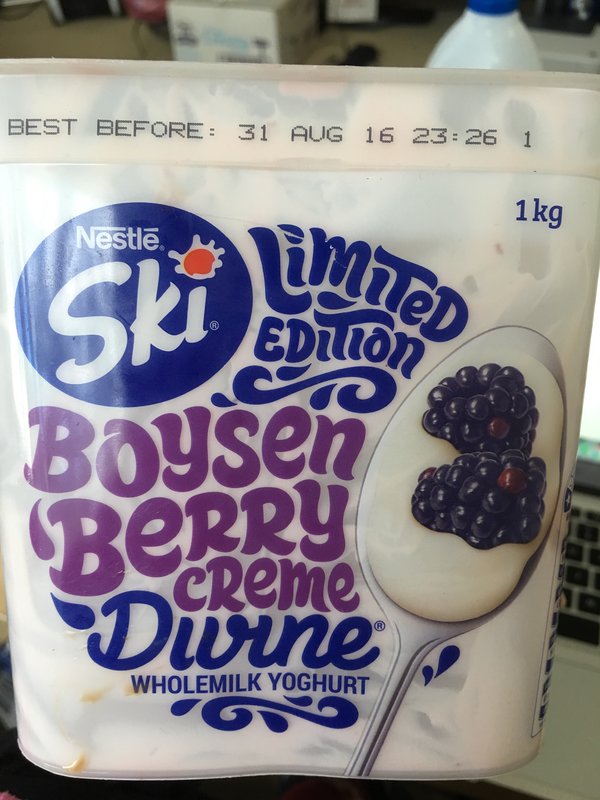 BEST BEFORE: 31 AUG 16 23:26 1
1kg
Nestlé®
Ski®
LIMITED
EDITION
BOYSEN
BERRY
CREME
Divine®
WHOLEMILK YOGHURT